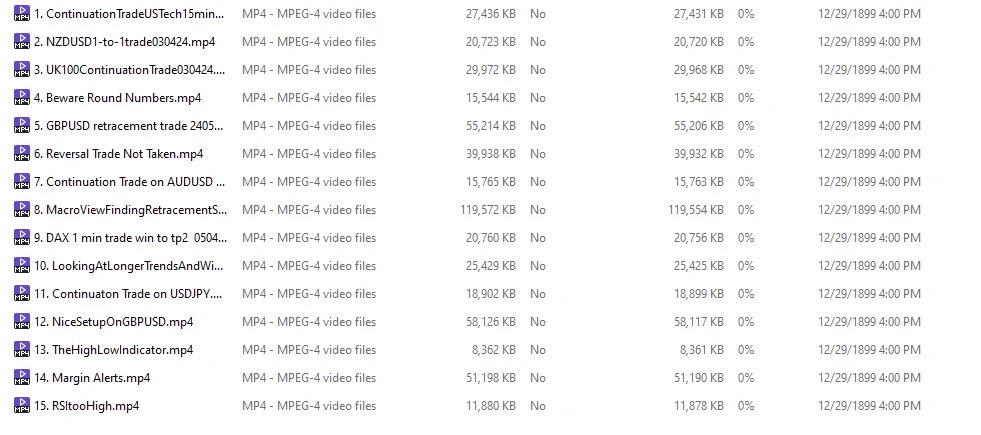 1. ContinuationTradeUSTech15min... MP4 - MPEG-4 video files 27,436 KB No 27,431 KB 0% 12/29/1899 4:00 PM
2. NZDUSD1-to-1trade030424.mp4 MP4 - MPEG-4 video files 20,723 KB No 20,720 KB 0% 12/29/1899 4:00 PM
3. UK100ContinuationTrade030424.... MP4 - MPEG-4 video files 29,972 KB No 29,968 KB 0% 12/29/1899 4:00 PM
4. Beware Round Numbers.mp4 MP4 - MPEG-4 video files 15,544 KB No 15,542 KB 0% 12/29/1899 4:00 PM
5. GBPUSD retracement trade 2405... MP4 - MPEG-4 video files 55,214 KB No 55,206 KB 0% 12/29/1899 4:00 PM
6. Reversal Trade Not Taken.mp4 MP4 - MPEG-4 video files 39,938 KB No 39,932 KB 0% 12/29/1899 4:00 PM
7. Continuation Trade on AUDUSD ... MP4 - MPEG-4 video files 15,765 KB No 15,763 KB 0% 12/29/1899 4:00 PM
8. MacroViewFindingRetracementS... MP4 - MPEG-4 video files 119,572 KB No 119,554 KB 0% 12/29/1899 4:00 PM
9. DAX 1 min trade win to tp2  0504... MP4 - MPEG-4 video files 20,760 KB No 20,756 KB 0% 12/29/1899 4:00 PM
10. LookingAtLongerTrendsAndWi... MP4 - MPEG-4 video files 25,429 KB No 25,425 KB 0% 12/29/1899 4:00 PM
11. Continuaton Trade on USDJPY.... MP4 - MPEG-4 video files 18,902 KB No 18,899 KB 0% 12/29/1899 4:00 PM
12. NiceSetupOnGBPUSD.mp4 MP4 - MPEG-4 video files 58,126 KB No 58,117 KB 0% 12/29/1899 4:00 PM
13. TheHighLowIndicator.mp4 MP4 - MPEG-4 video files 8,362 KB No 8,361 KB 0% 12/29/1899 4:00 PM
14. Margin Alerts.mp4 MP4 - MPEG-4 video files 51,198 KB No 51,190 KB 0% 12/29/1899 4:00 PM
15. RSItooHigh.mp4 MP4 - MPEG-4 video files 11,880 KB No 11,878 KB 0% 12/29/1899 4:00 PM